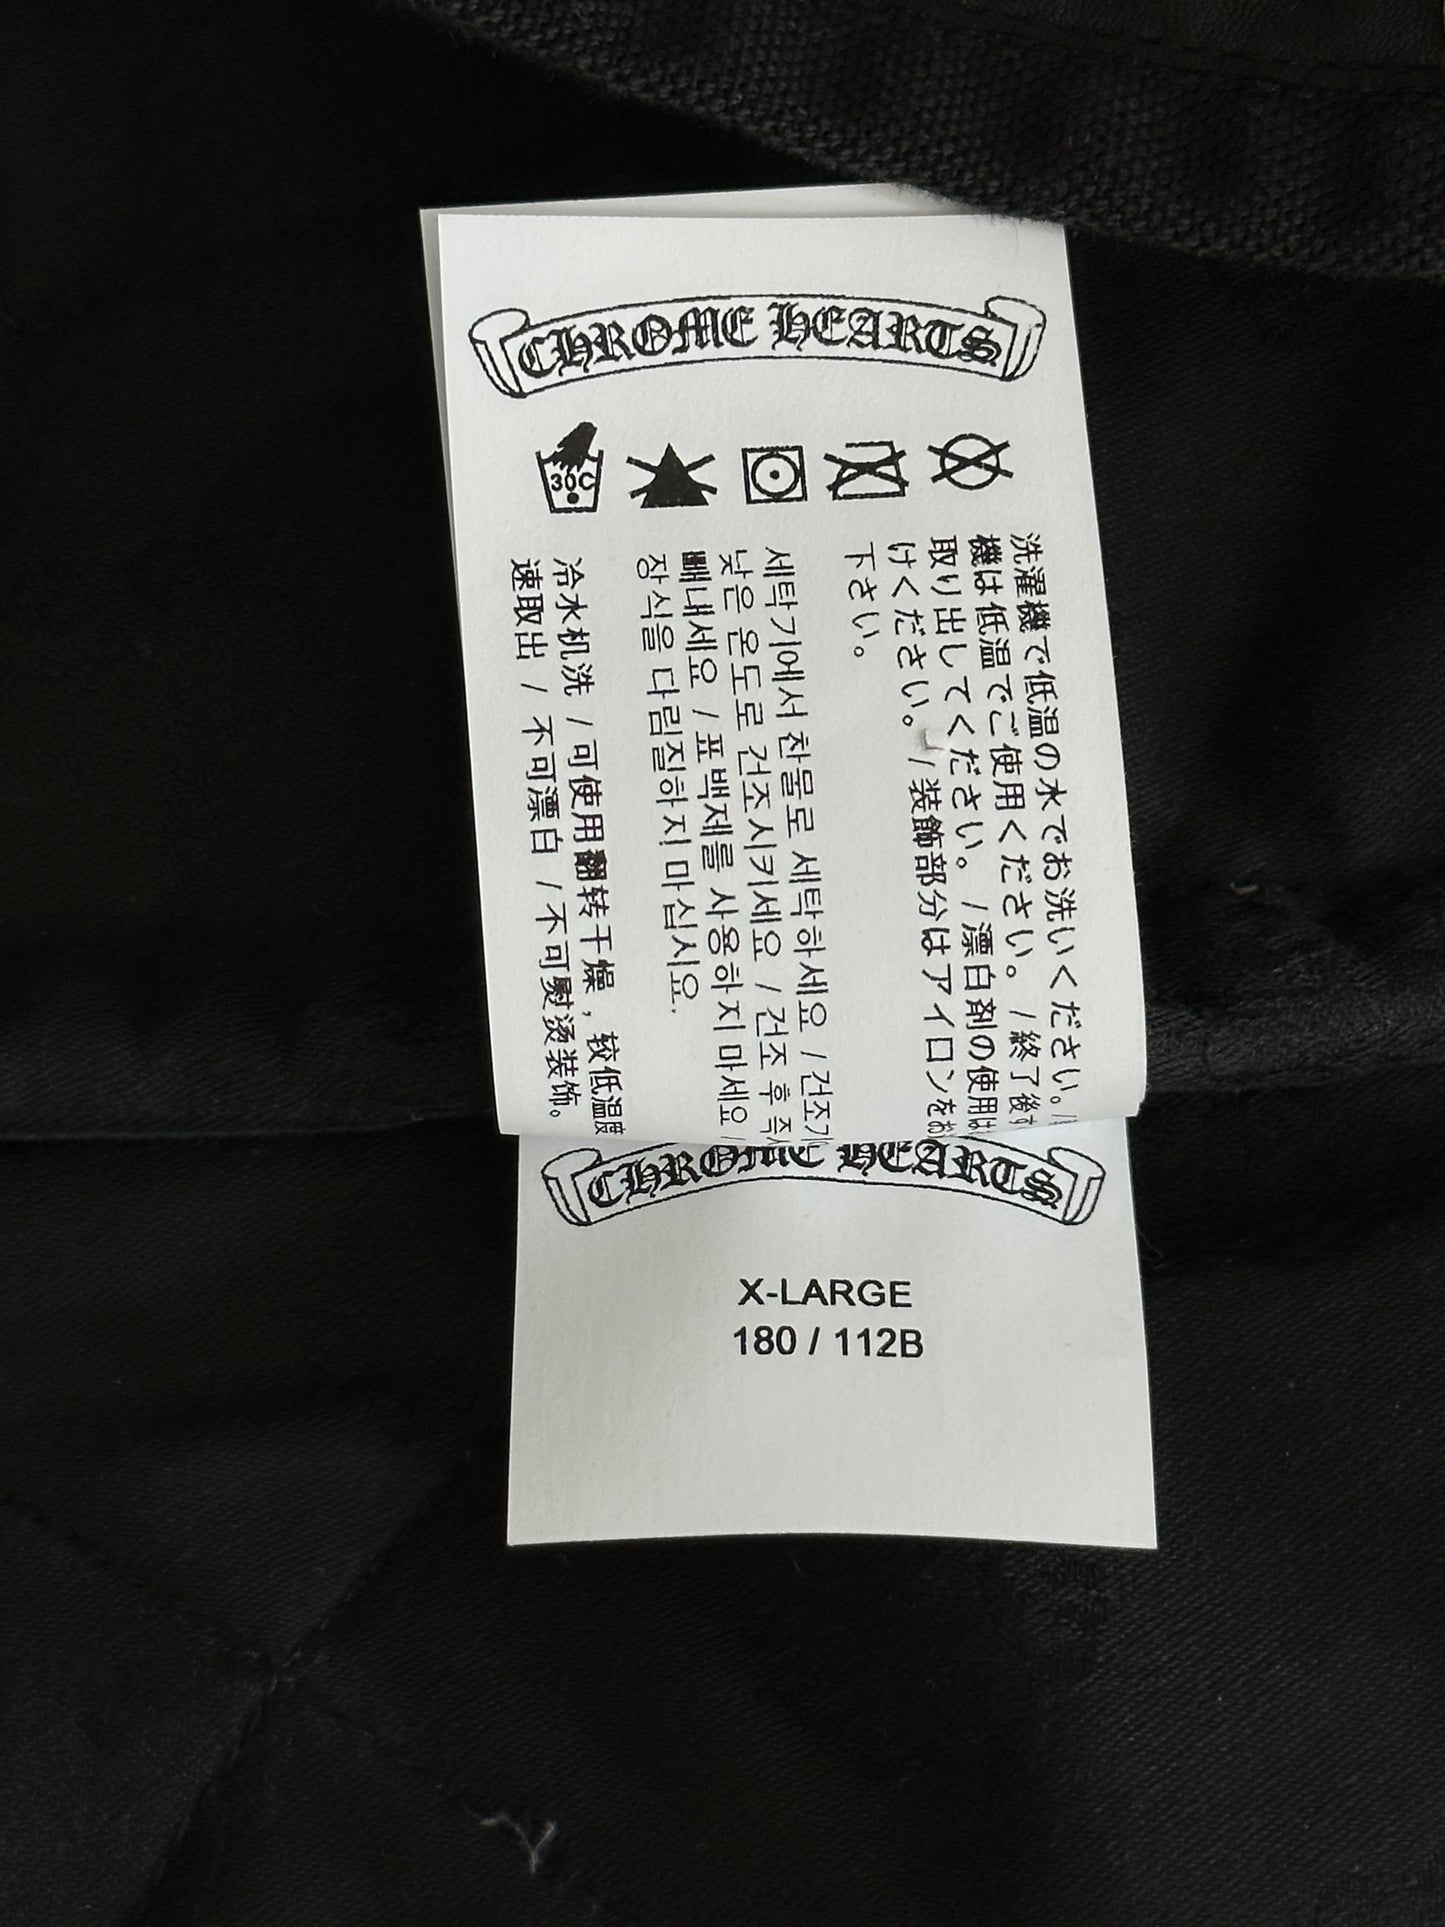 CHROME HEARTS
30C
洗濯機で低温の水でお洗いください。/
機は低温でご使用ください。/終了後す
取り出してください。/漂白剤の使用は
けください。/装飾部分はアイロンをお
下さい。
세탁기에서 찬물로 세탁하세요 / 건조기
낮은 온도로 건조시키세요 / 건조 후 즉시
빼내세요 / 표백제를 사용하지 마세요 /
장식을 다림질하지 마십시요.
冷水机洗 / 可使用翻转干燥,较低温度
速取出 / 不可漂白 / 不可熨烫装饰。
CHROME HEARTS
X-LARGE
180 / 112B